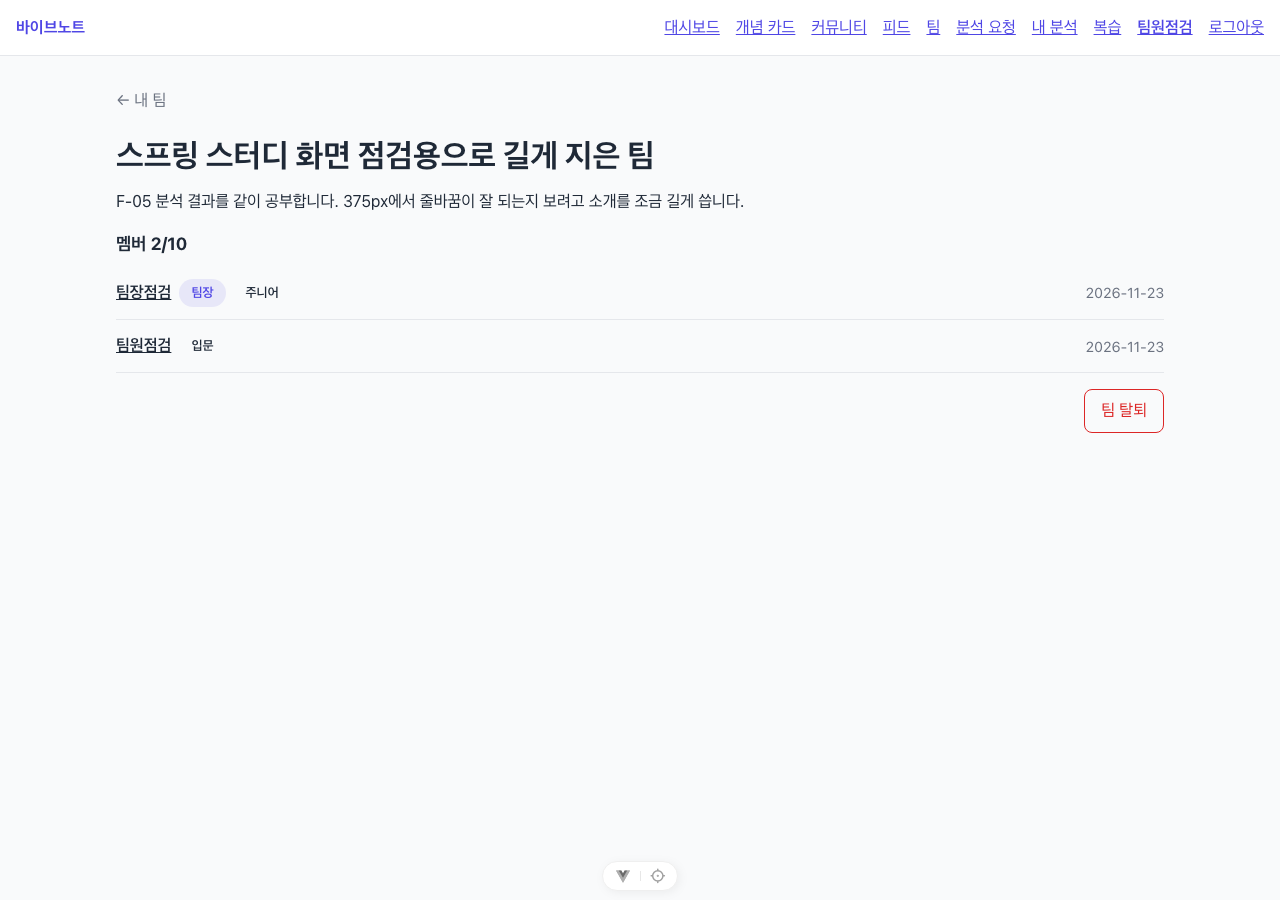 바이브노트 대시보드 개념 카드 커뮤니티 피드 팀 분석 요청 내 분석 복습 팀원점검 로그아웃
← 내 팀
스프링 스터디 화면 점검용으로 길게 지은 팀
F-05 분석 결과를 같이 공부합니다. 375px에서 줄바꿈이 잘 되는지 보려고 소개를 조금 길게 씁니다.
멤버 2/10
팀장점검 팀장 주니어 2026-11-23
팀원점검 입문 2026-11-23
팀 탈퇴